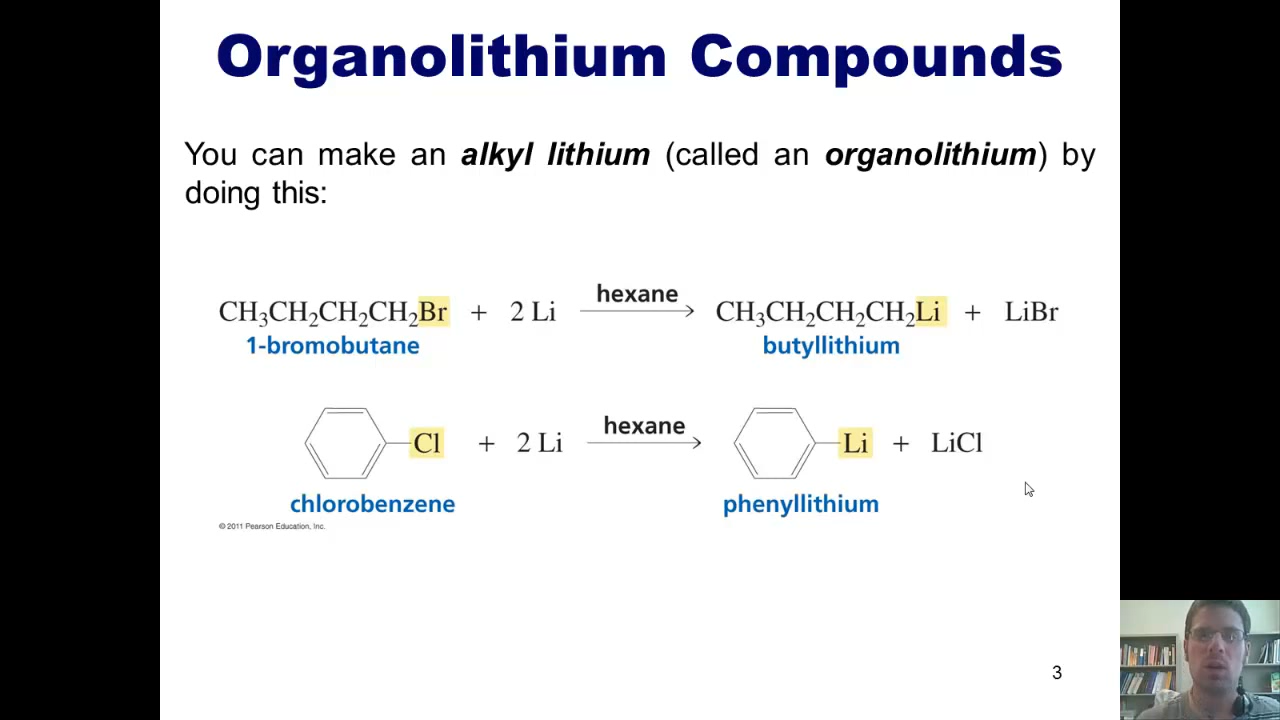 Organolithium Compounds
You can make an alkyl lithium (called an organolithium) by
doing this:
hexane
CH₃CH₂CH₂CH₂Br + 2 Li → CH₃CH₂CH₂CH₂Li + LiBr
1-bromobutane butyllithium
hexane
Cl + 2 Li → Li + LiCl
chlorobenzene phenyllithium
© 2011 Pearson Education, Inc.
3